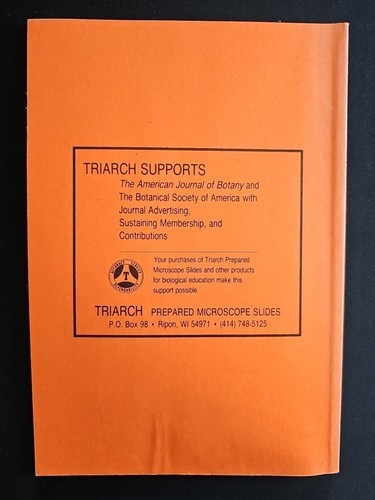 TRIARCH SUPPORTS
The American Journal of Botany and
The Botanical Society of America with
Journal Advertising,
Sustaining Membership, and
Contributions
Your purchases of Triarch Prepared
Microscope Slides and other products
for biological education make this
support possible.
T
TRIARCH PREPARED MICROSCOPE SLIDES
P.O. Box 98 • Ripon, WI 54971 • (414) 748-5125